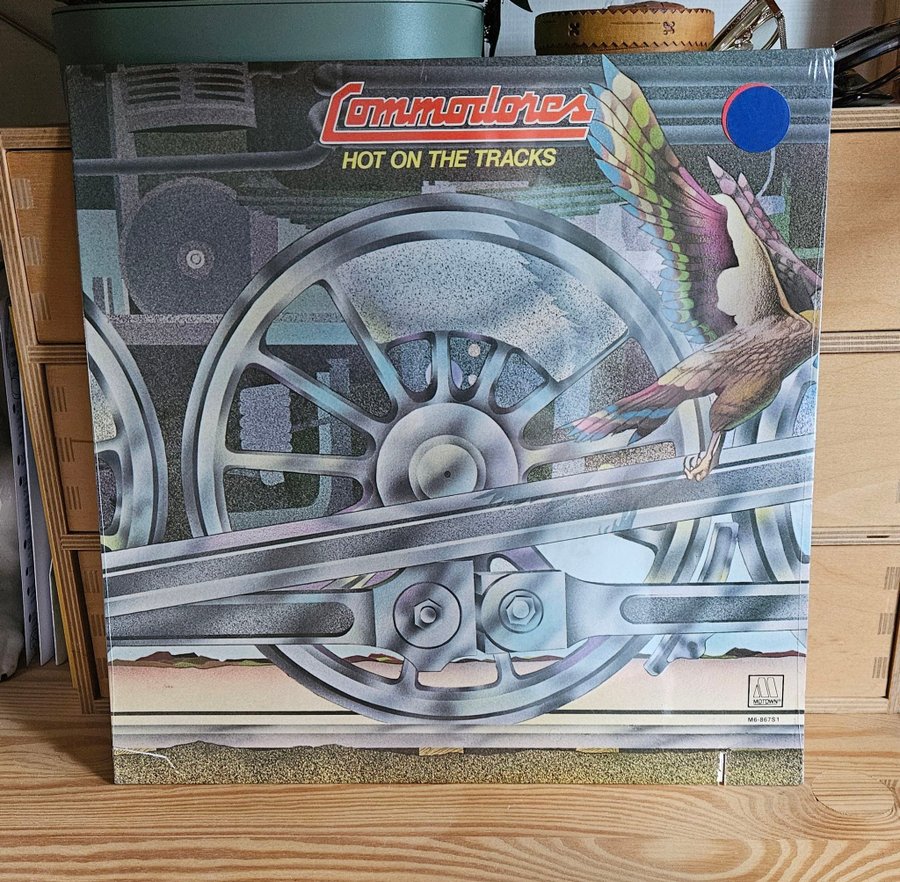 Commodores
HOT ON THE TRACKS
MOTOWN
M6-867S1